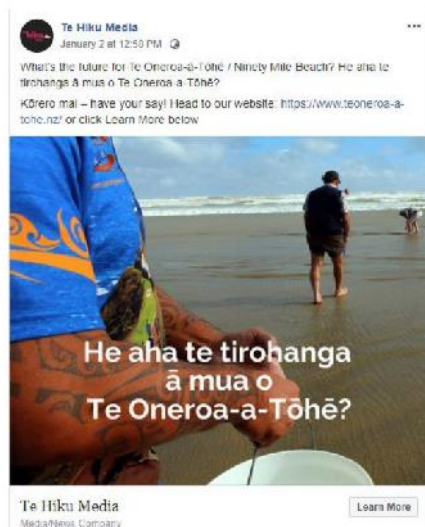 Te Hiku Media
January 2 at 12:58 PM
What's the future for Te Oneroa-a-Tōhē / Ninety Mile Beach? He aha te
tirohanga ā mua o Te Oneroa-a-Tōhē?
Kōrero mai – have your say! Head to our website: https://www.teoneroa-a-
tohe.nz/ or click Learn More below
He aha te tirohanga
ā mua o
Te Oneroa-a-Tōhē?
Te Hiku Media
Media/News Company
Learn More